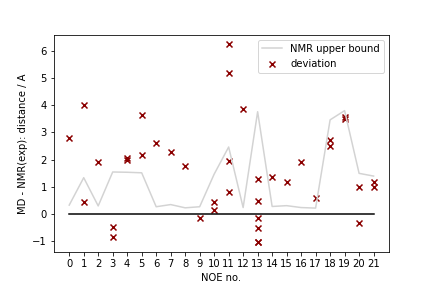 NMR upper bound
deviation
MD - NMR(exp): distance / A
6
5
4
3
2
1
0
−1
0 1 2 3 4 5 6 7 8 9 10 11 12 13 14 15 16 17 18 19 20 21
NOE no.